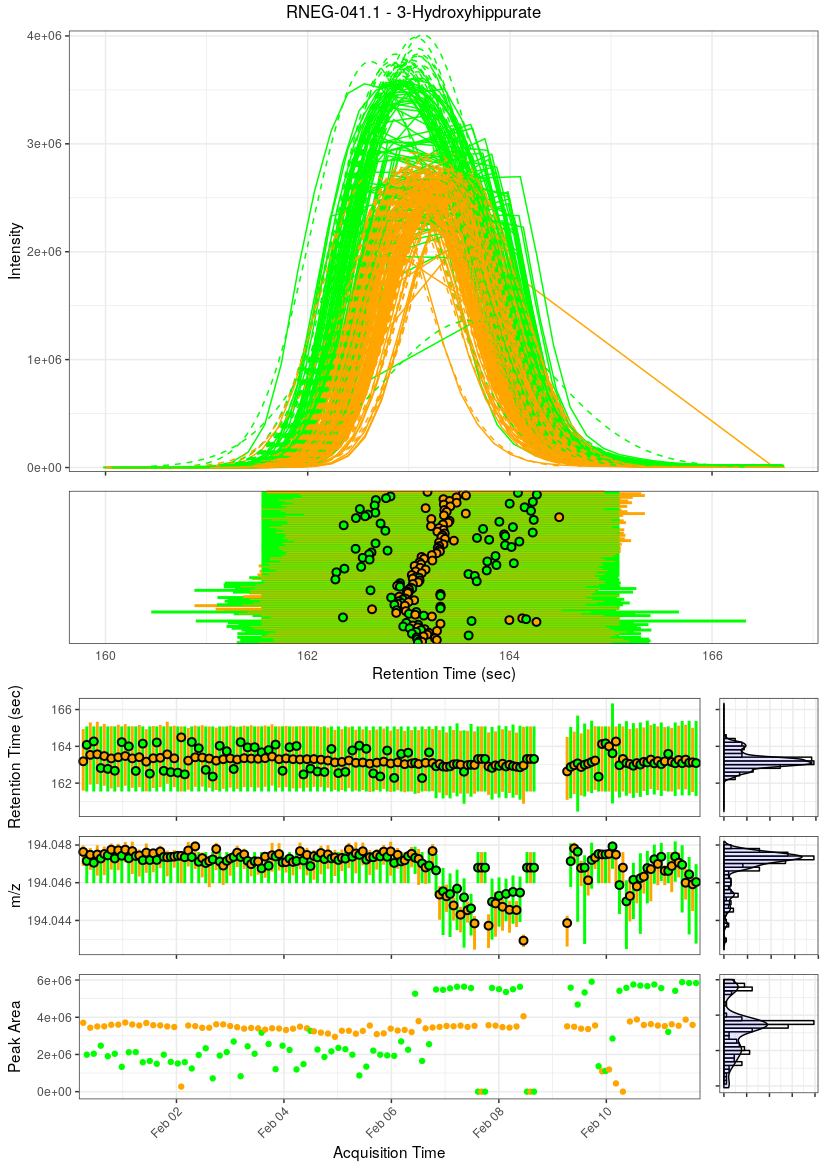 RNEG-041.1 - 3-Hydroxyhippurate
4e+06
3e+06
2e+06
1e+06
0e+00
Intensity
160 162 164 166
Retention Time (sec)
166
164
162
Retention Time (sec)
194.048
194.046
194.044
m/z
6e+06
4e+06
2e+06
0e+00
Peak Area
Feb 02 Feb 04 Feb 06 Feb 08 Feb 10
Acquisition Time